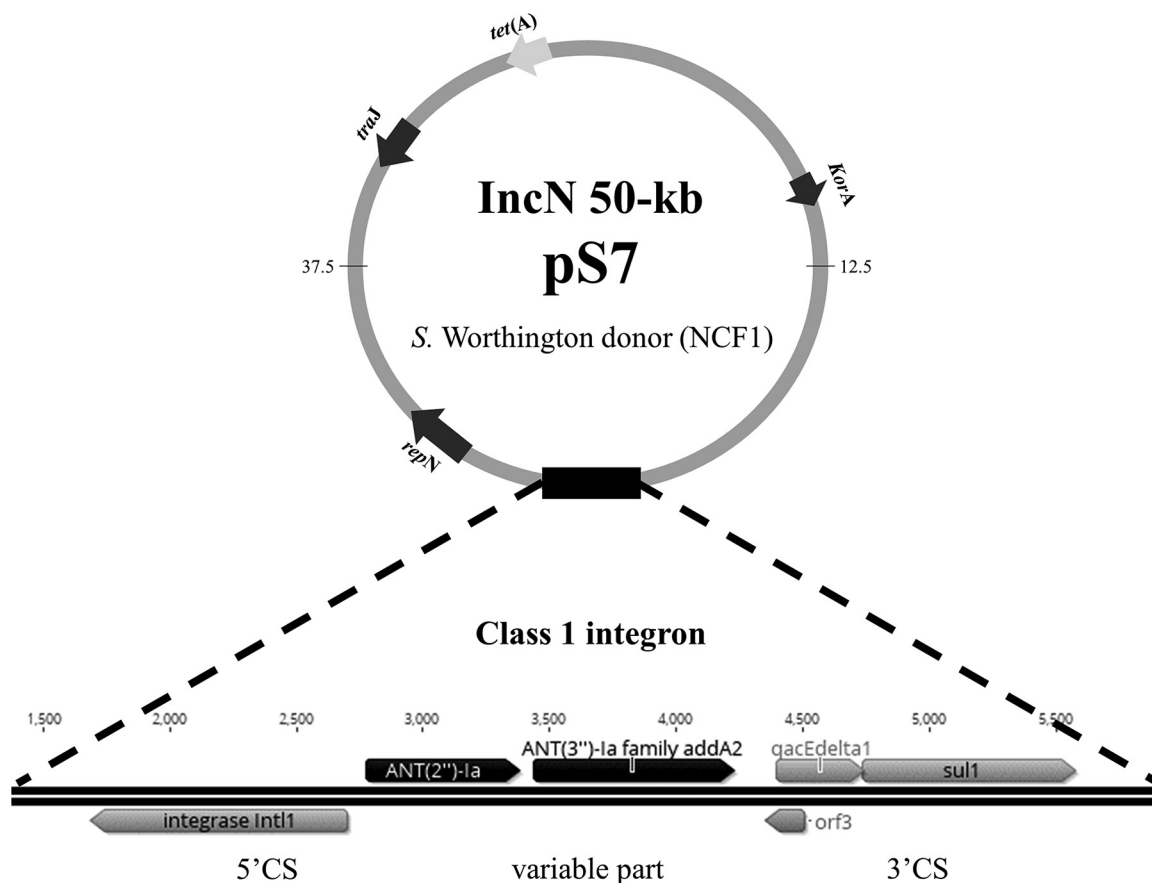 tet(A)
traJ
KorA
IncN 50-kb
pS7
37.5
12.5
S. Worthington donor (NCF1)
repN
Class 1 integron
1,500 2,000 2,500 3,000 3,500 4,000 4,500 5,000 5,500
ANT(3")-Ia family addA2 qacEdelta1
ANT(2")-Ia sul1
integrase IntI1 orf3
5'CS variable part 3'CS